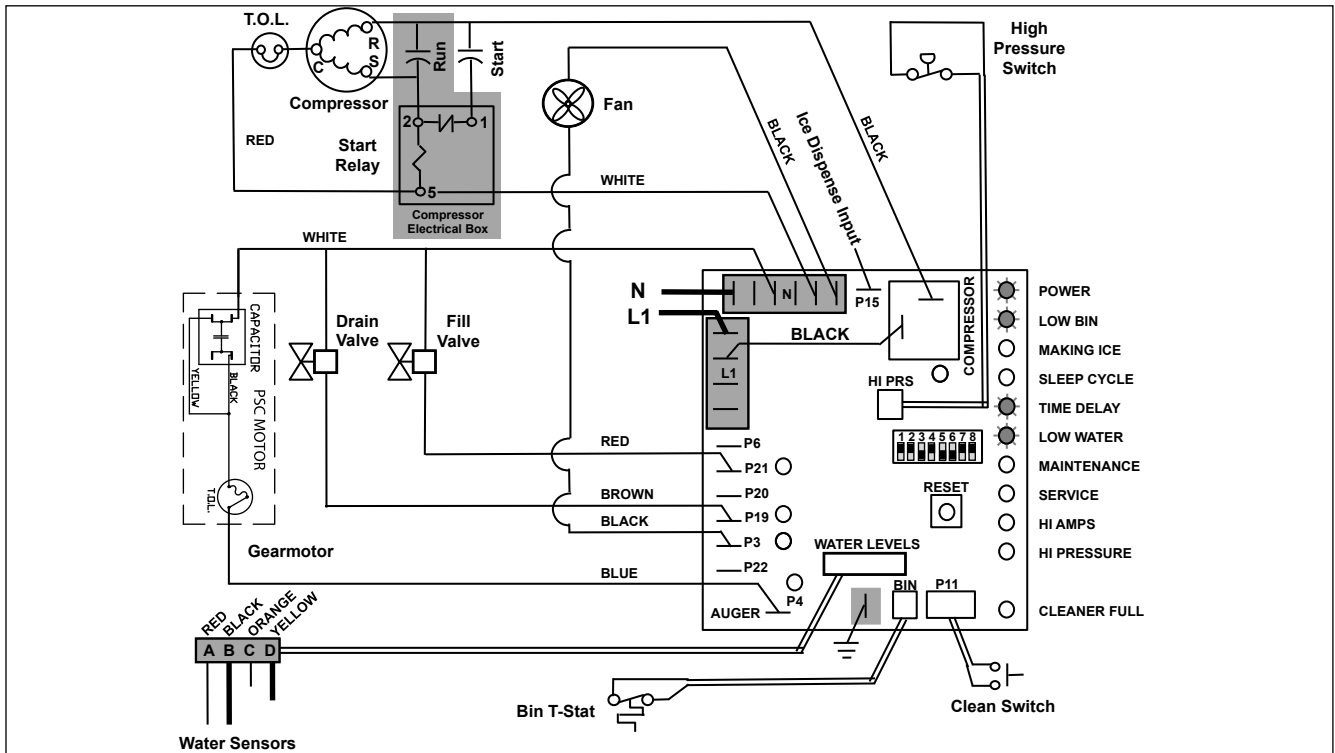 T.O.L.
R
S
C
Compressor
Run
Start
2
1
5
Start
Relay
Compressor
Electrical Box
RED
WHITE
Fan
BLACK
Ice Dispense Input
BLACK
High
Pressure
Switch
WHITE
N
L1
N
P15
L1
BLACK
COMPRESSOR
HI PRS
1 2 3 4 5 6 7 8
RESET
POWER
LOW BIN
MAKING ICE
SLEEP CYCLE
TIME DELAY
LOW WATER
MAINTENANCE
SERVICE
HI AMPS
HI PRESSURE
CLEANER FULL
Drain
Valve
Fill
Valve
CAPACITOR
PSC MOTOR
YELLOW
BLACK
T.O.L.
Gearmotor
RED
BROWN
BLACK
BLUE
P6
P21
P20
P19
P3
P22
P4
AUGER
WATER LEVELS
BIN
P11
RED
BLACK
ORANGE
YELLOW
A B C D
Water Sensors
Bin T-Stat
Clean Switch